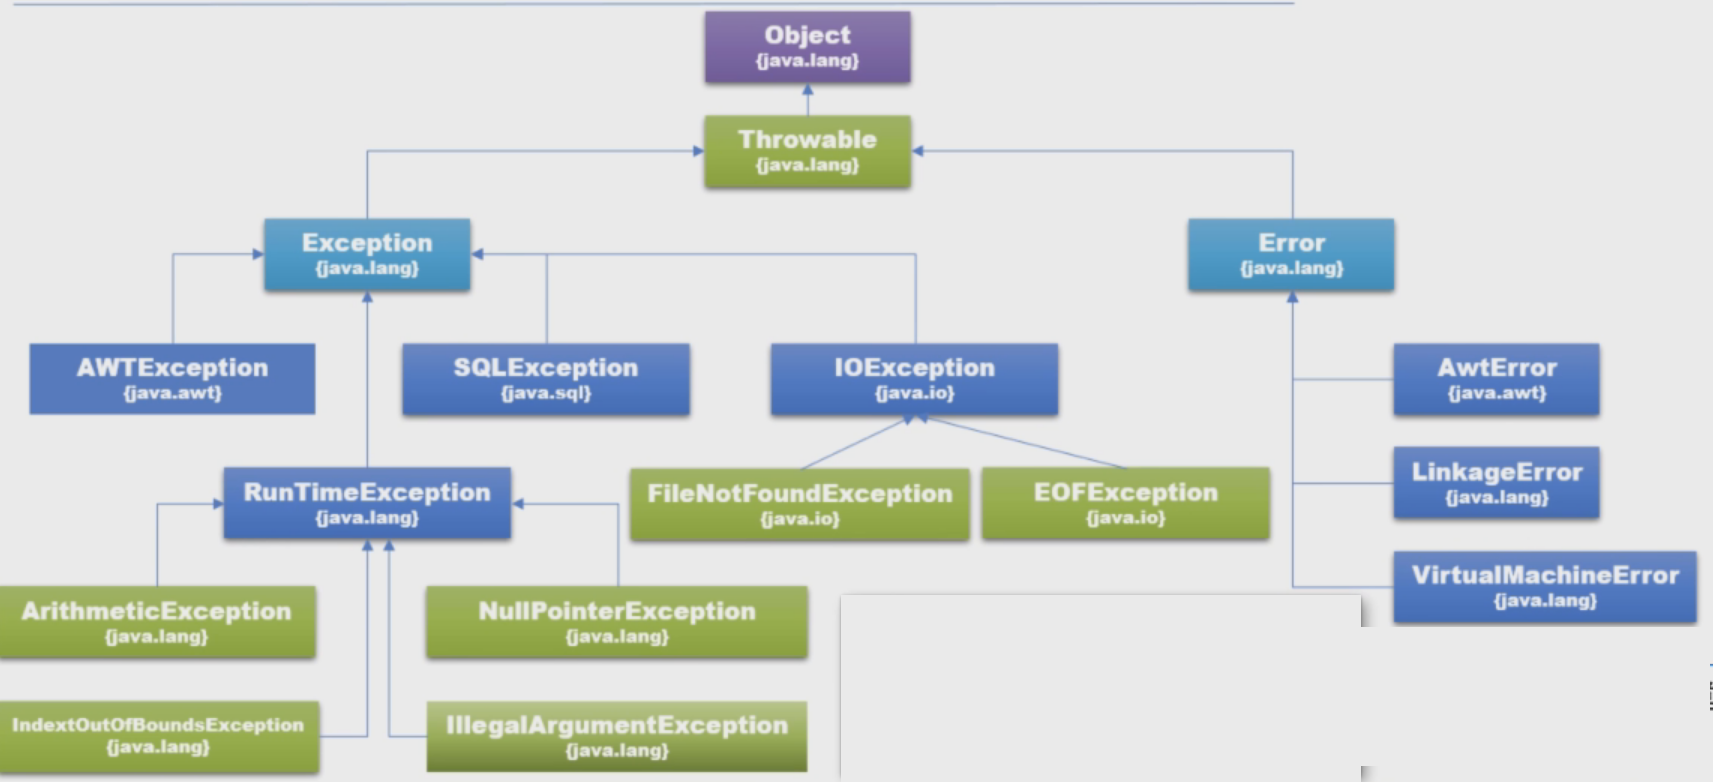 Object
{java.lang}
Throwable
{java.lang}
Exception
{java.lang}
Error
{java.lang}
AWTException
{java.awt}
SQLException
{java.sql}
IOException
{java.io}
AwtError
{java.awt}
LinkageError
{java.lang}
VirtualMachineError
{java.lang}
RunTimeException
{java.lang}
FileNotFoundException
{java.io}
EOFException
{java.io}
ArithmeticException
{java.lang}
NullPointerException
{java.lang}
IndextOutOfBoundsException
{java.lang}
IllegalArgumentException
{java.lang}